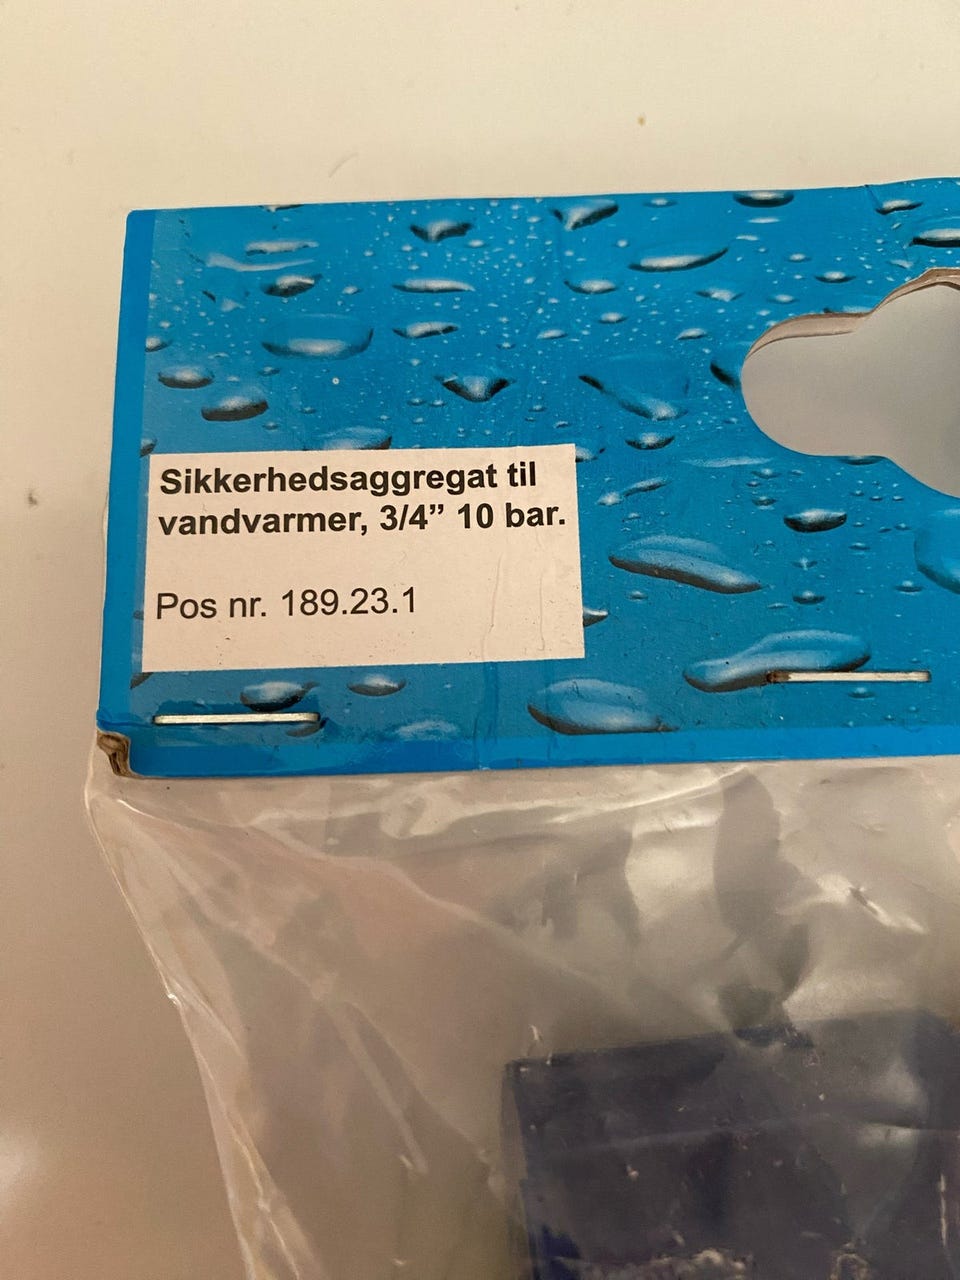 Sikkerhedsaggregat til
vandvarmer, 3/4” 10 bar.
Pos nr. 189.23.1